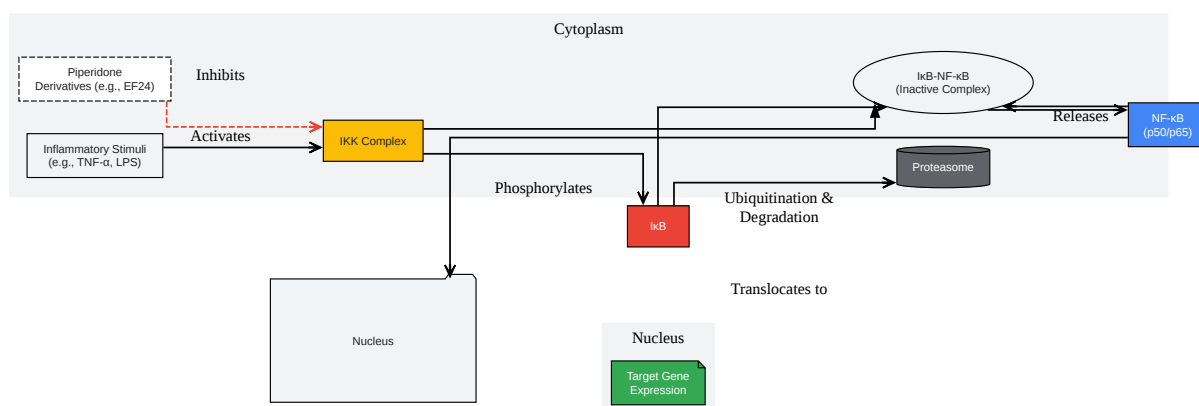 Cytoplasm
Piperidone
Derivatives (e.g., EF24)
Inhibits
IκB-NF-κB
(Inactive Complex)
Releases
NF-κB
(p50/p65)
Activates
Inflammatory Stimuli
(e.g., TNF-α, LPS)
IKK Complex
Proteasome
Phosphorylates
Ubiquitination &
Degradation
IκB
Translocates to
Nucleus
Nucleus
Target Gene
Expression